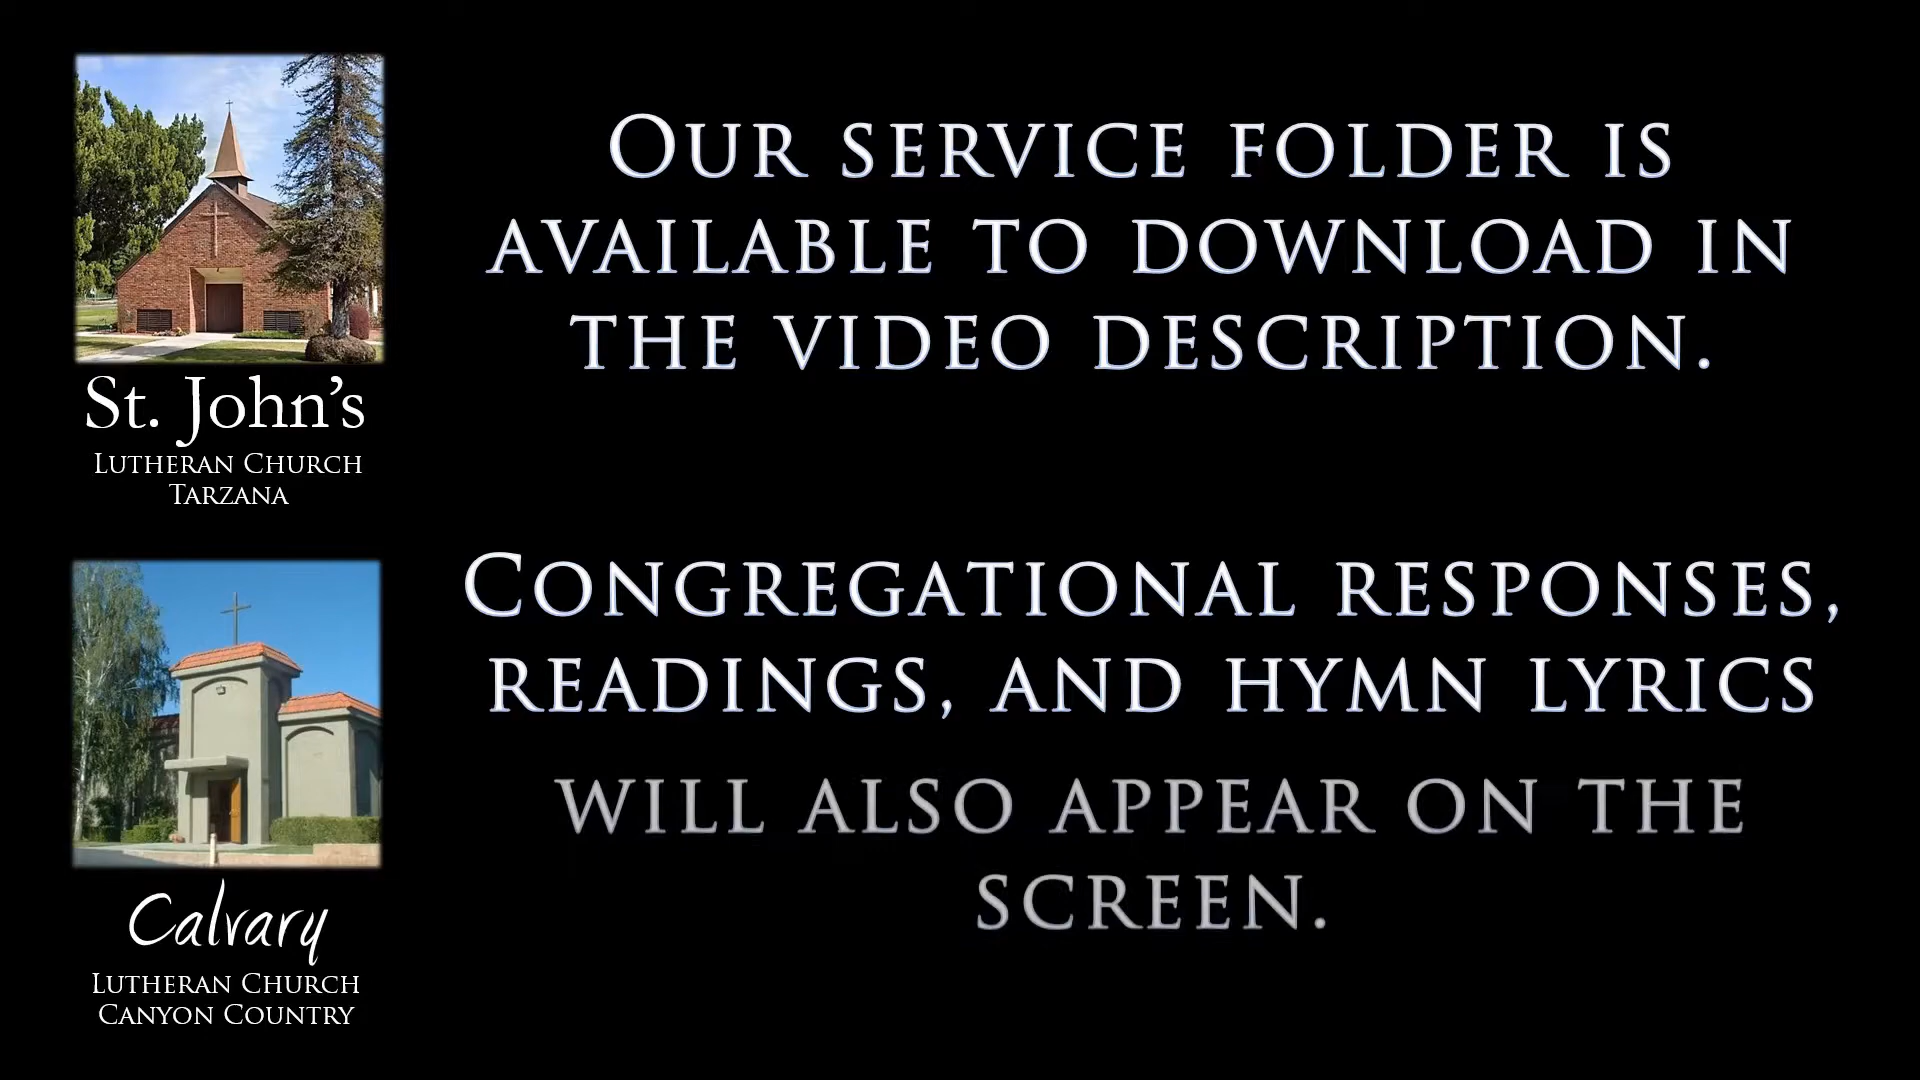 St. John’s
Lutheran Church
Tarzana
Calvary
Lutheran Church
Canyon Country
Our service folder is
available to download in
the video description.
Congregational responses,
readings, and hymn lyrics
will also appear on the
screen.